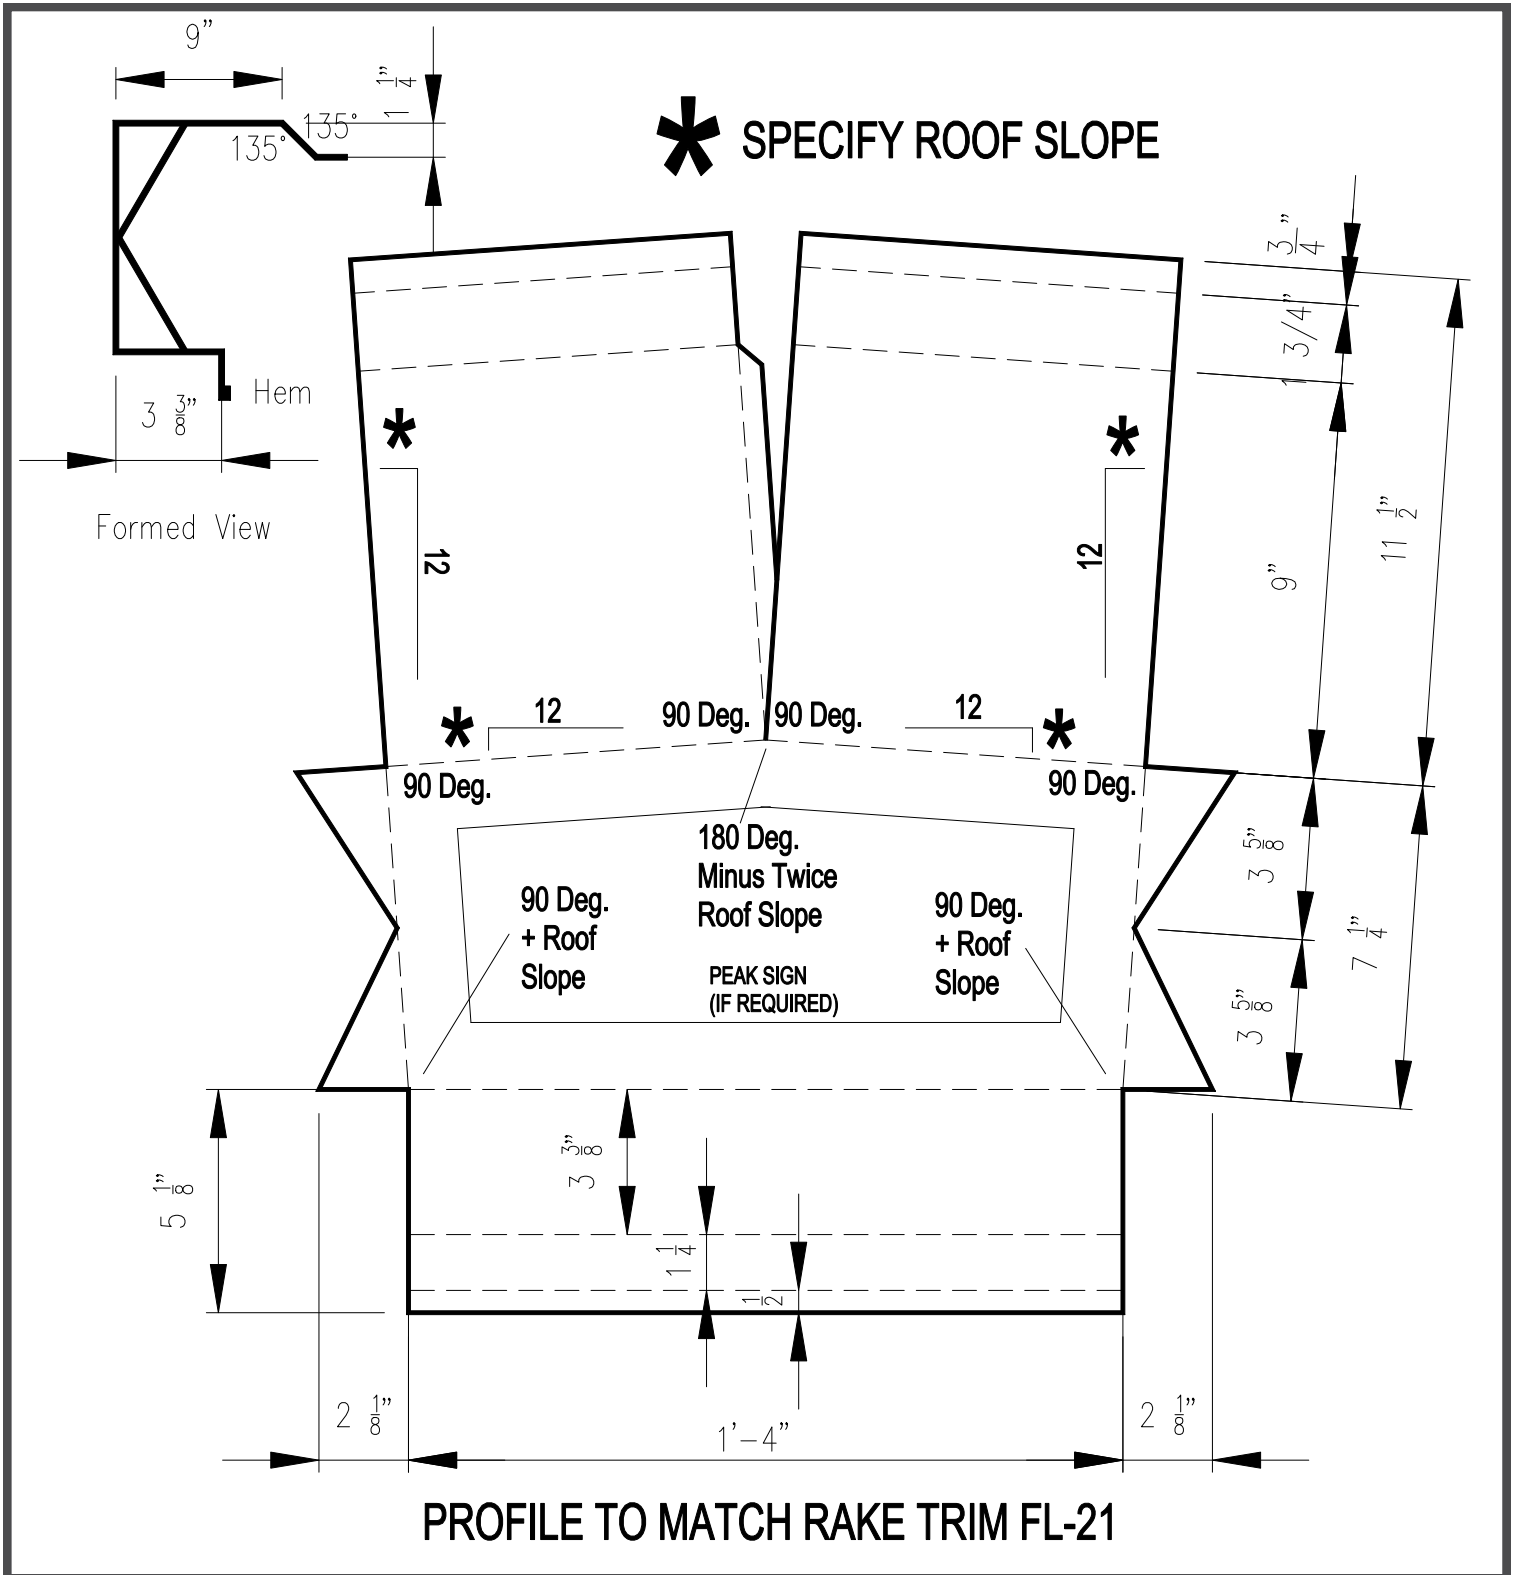 9"
1 1/4"
135°
135°
* SPECIFY ROOF SLOPE
3/4"
1 3/4"
Hem
3 3/8"
*
*
11 1/2"
Formed View
12
12
9"
* 12
90 Deg.
90 Deg.
12 *
90 Deg.
90 Deg.
180 Deg.
Minus Twice
Roof Slope
3 5/8"
90 Deg.
+ Roof
Slope
90 Deg.
+ Roof
Slope
7 1/4"
PEAK SIGN
(IF REQUIRED)
3 5/8"
5 1/8"
3 3/8"
1 1/4
1/2
2 1/8"
1'-4"
2 1/8"
PROFILE TO MATCH RAKE TRIM FL-21